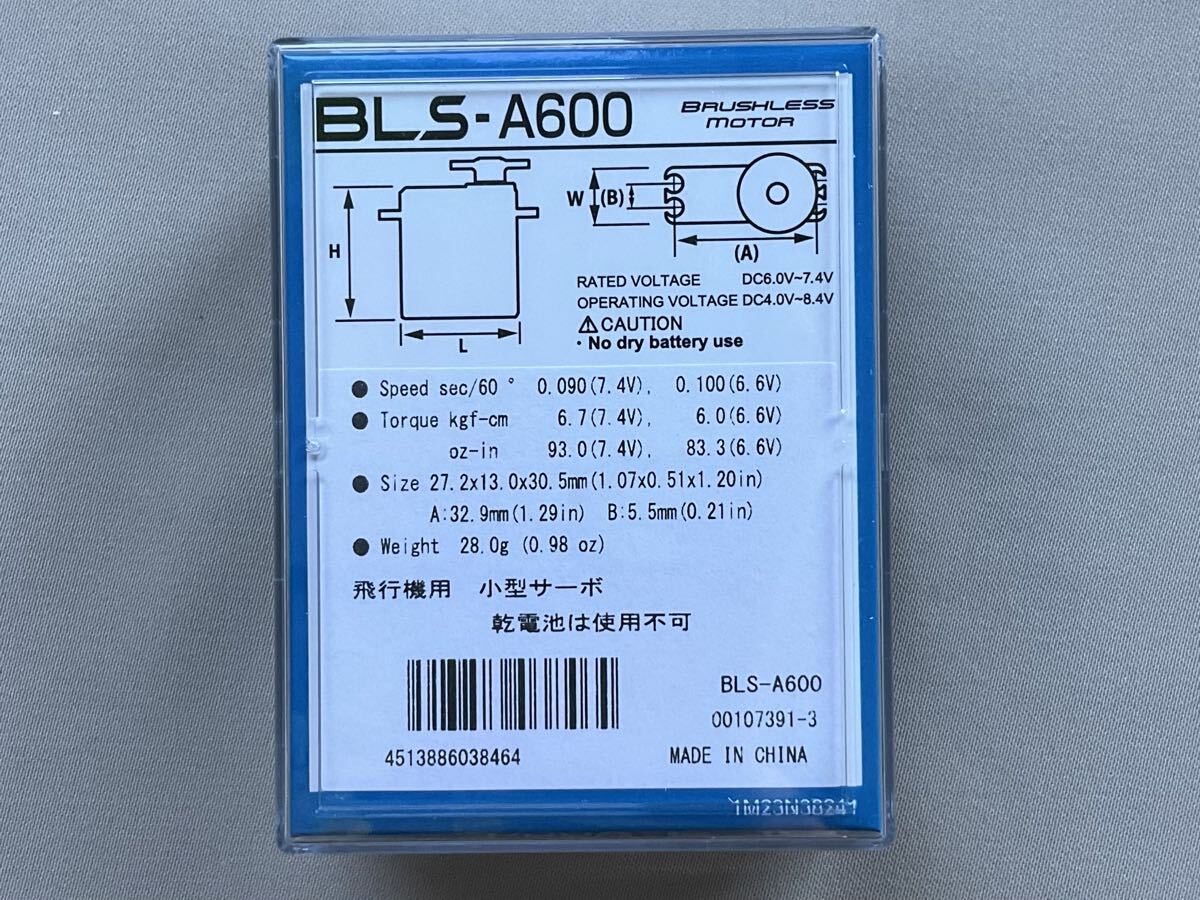 BLS-A600
BRUSHLESS
MOTOR
H
L
W
(B)
(A)
RATED VOLTAGE DC6.0V~7.4V
OPERATING VOLTAGE DC4.0V~8.4V
⚠CAUTION
・No dry battery use
● Speed sec/60 ° 0.090(7.4V), 0.100(6.6V)
● Torque kgf-cm 6.7(7.4V), 6.0(6.6V)
oz-in 93.0(7.4V), 83.3(6.6V)
● Size 27.2x13.0x30.5mm(1.07x0.51x1.20in)
A:32.9mm(1.29in) B:5.5mm(0.21in)
● Weight 28.0g (0.98 oz)
飛行機用 小型サーボ
乾電池は使用不可
BLS-A600
00107391-3
4513886038464
MADE IN CHINA